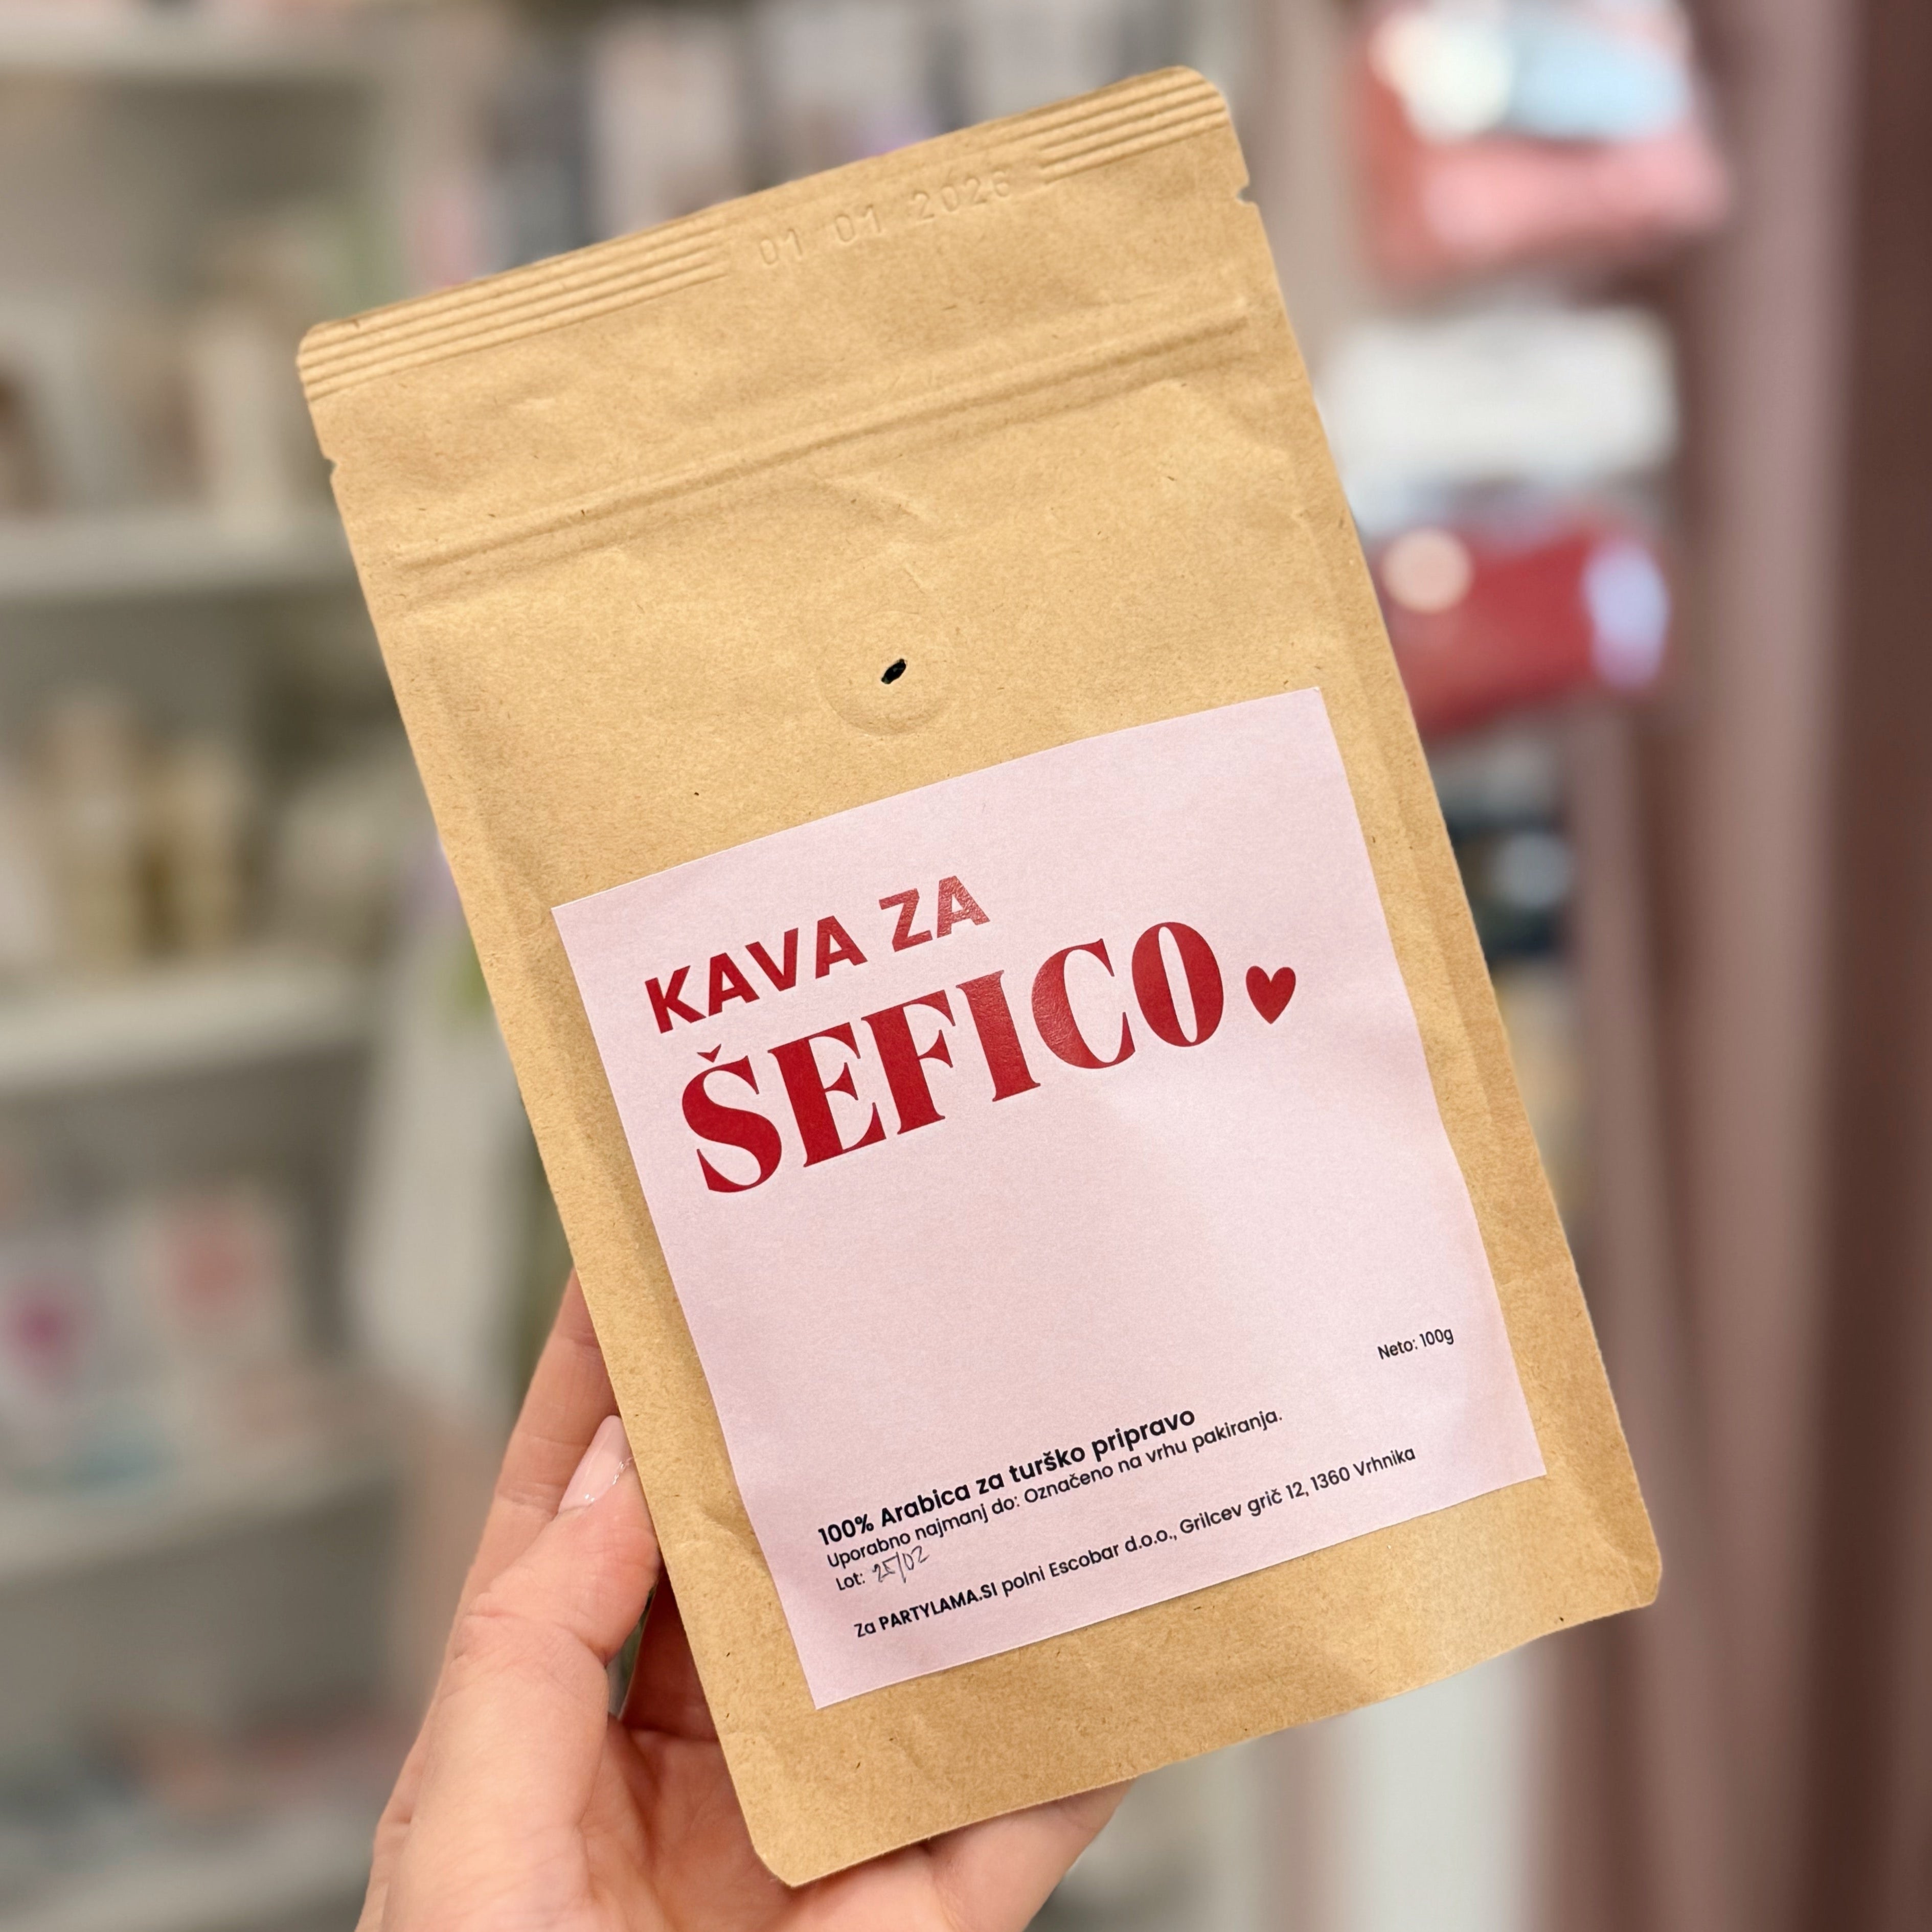 01 01 2026
KAVA ZA
ŠEFICO
Neto: 100g
100% Arabica za turško pripravo
Uporabno najmanj do: Označeno na vrhu pakiranja.
Lot: 25/02
Za PARTYLAMA.SI polni Escobar d.o.o., Grilcev grič 12, 1360 Vrhnika